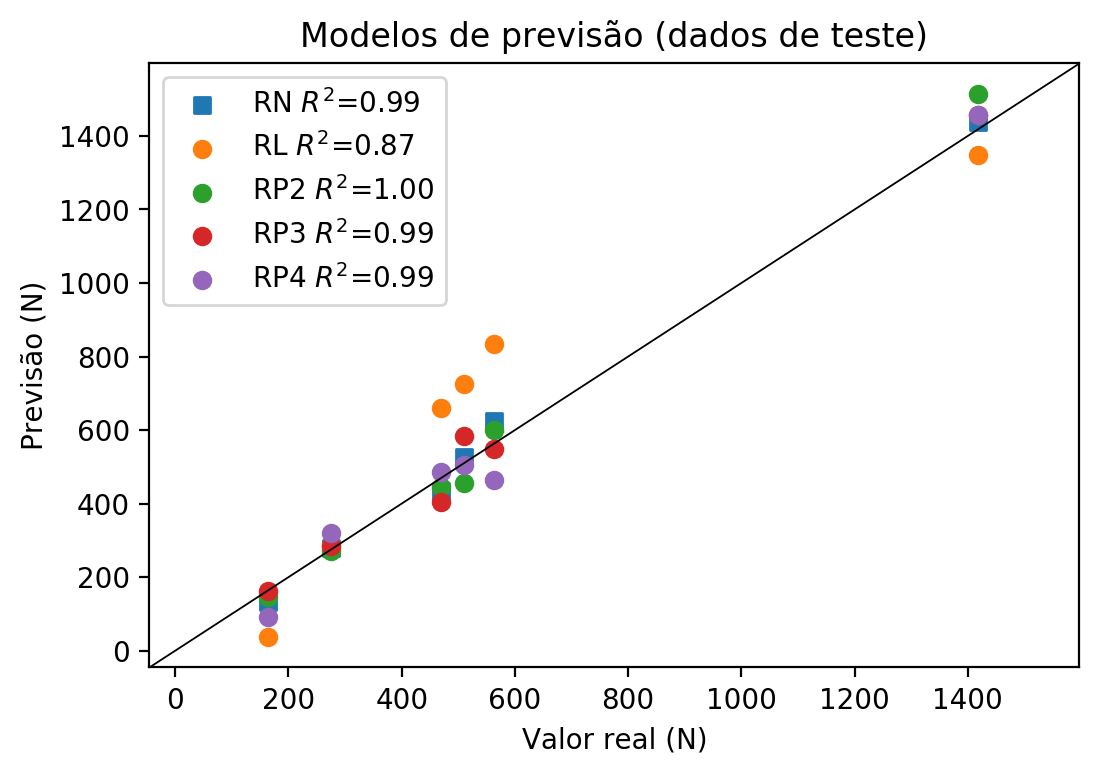 Modelos de previsão (dados de teste)
RN R²=0.99
RL R²=0.87
RP2 R²=1.00
RP3 R²=0.99
RP4 R²=0.99
Previsão (N)
1400
1200
1000
800
600
400
200
0
0 200 400 600 800 1000 1200 1400
Valor real (N)